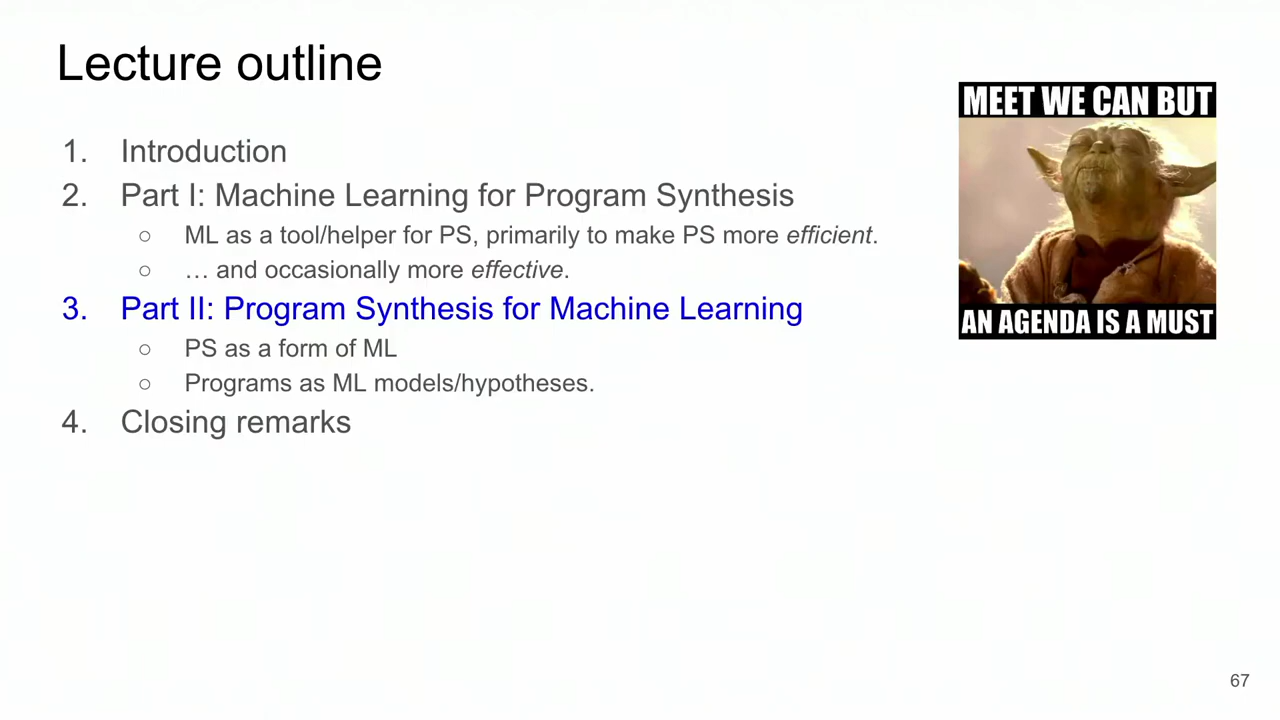 Lecture outline
1. Introduction
2. Part I: Machine Learning for Program Synthesis
○ ML as a tool/helper for PS, primarily to make PS more efficient.
○ … and occasionally more effective.
3. Part II: Program Synthesis for Machine Learning
○ PS as a form of ML
○ Programs as ML models/hypotheses.
4. Closing remarks
MEET WE CAN BUT
AN AGENDA IS A MUST
67